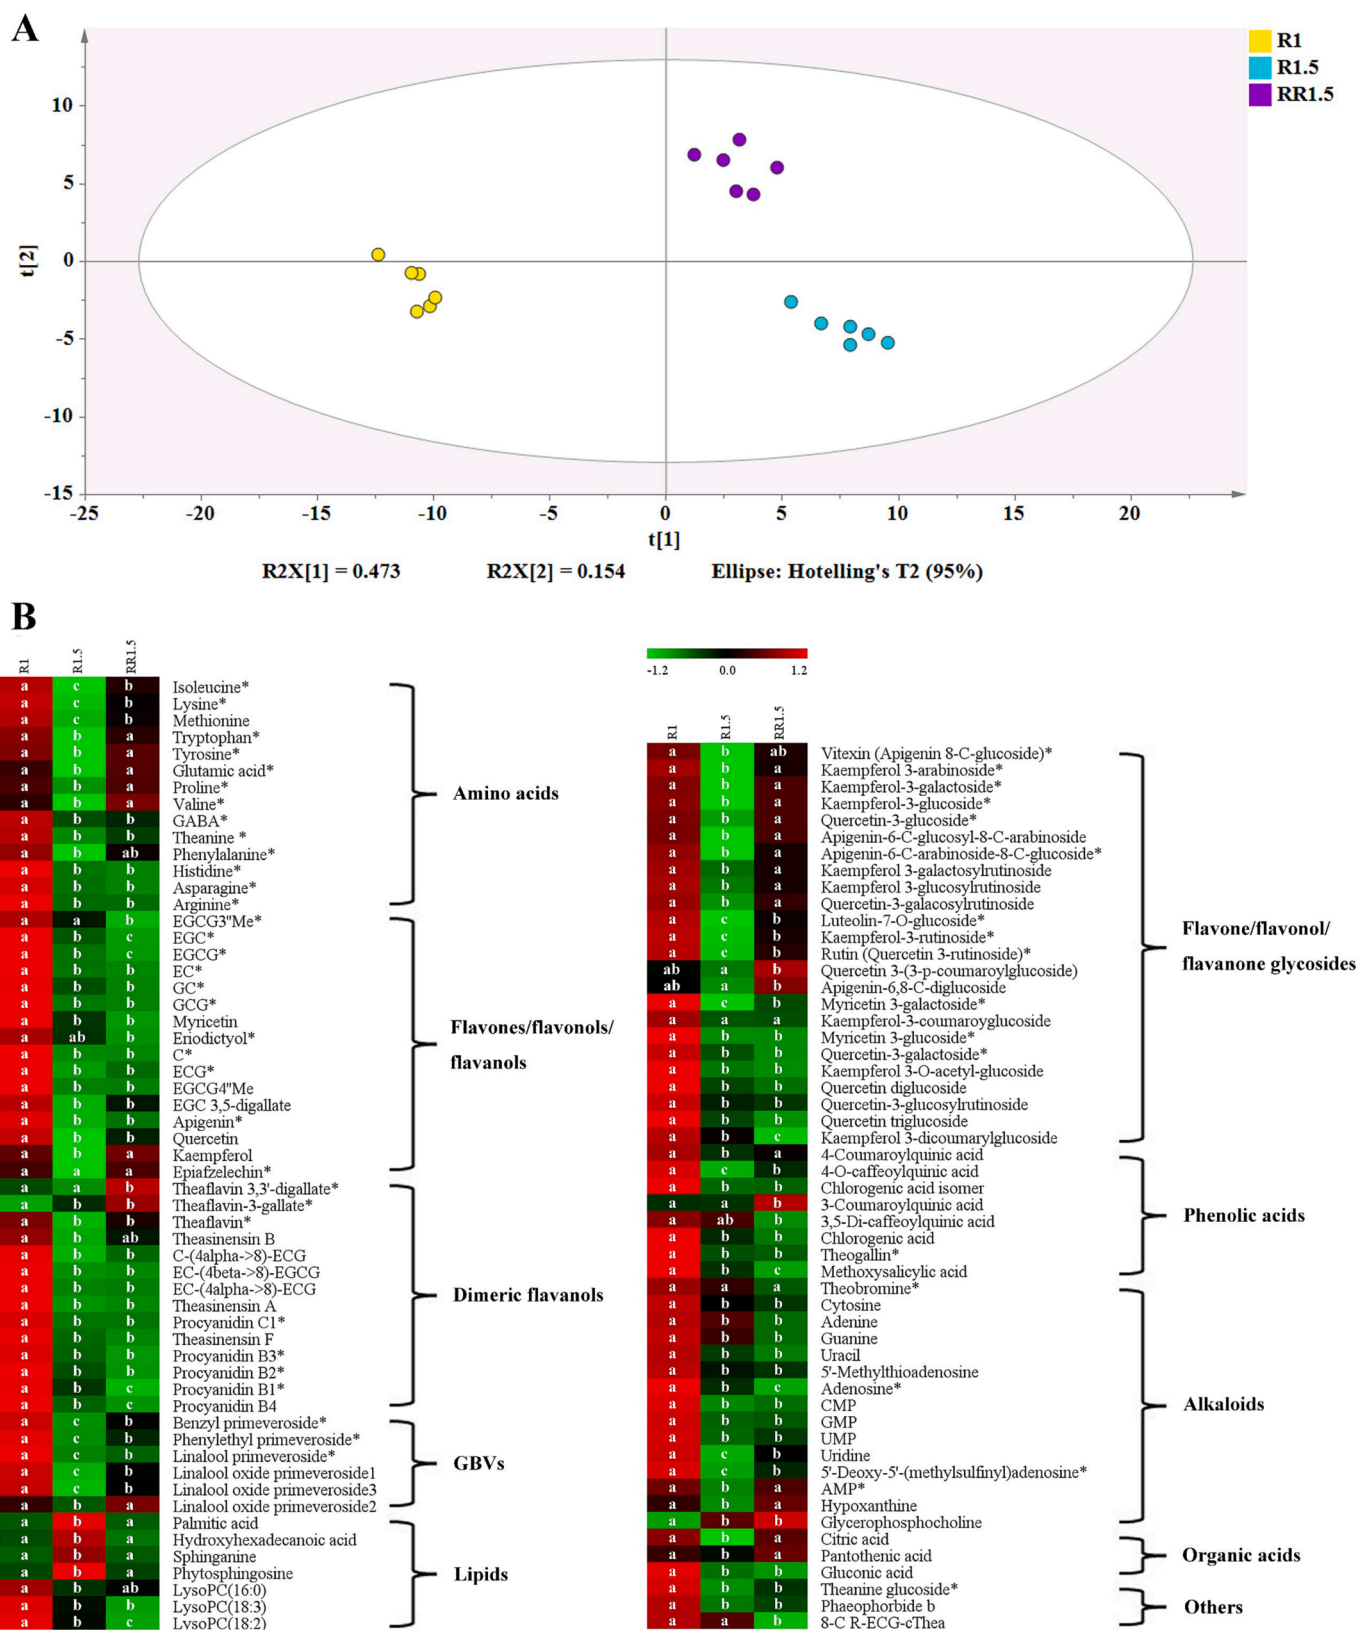 A
R1
R1.5
RR1.5
10
5
0
-5
-10
-15
t[2]
-25 -20 -15 -10 -5 0 5 10 15 20
t[1]
R2X[1] = 0.473 R2X[2] = 0.154 Ellipse: Hotelling's T2 (95%)
B
R1 R1.5 RR1.5
a c b Isoleucine*
a c b Lysine*
a c b Methionine
a b a Tryptophan*
a b a Tyrosine*
a b a Glutamic acid*
a b a Proline*
a b a Valine*
a b b GABA*
a b b Theanine *
a b ab Phenylalanine*
a b b Histidine*
a b b Asparagine*
a b b Arginine*
Amino acids
a a b EGCG3"Me*
a b c EGC*
a b c EGCG*
a b b EC*
a b b GC*
a b b GCG*
a b b Myricetin
a ab b Eriodictyol*
a b b C*
a b b ECG*
a b b EGCG4"Me
a b b EGC 3,5-digallate
a b b Apigenin*
a b b Quercetin
a b a Kaempferol
a a a Epiafzelechin*
Flavones/flavonols/
flavanols
a a b Theaflavin 3,3'-digallate*
a b b Theaflavin-3-gallate*
a b b Theaflavin*
a b ab Theasinensin B
a b b C-(4alpha->8)-ECG
a b b EC-(4beta->8)-EGCG
a b b EC-(4alpha->8)-ECG
a b b Theasinensin A
a b b Procyanidin C1*
a b b Theasinensin F
a b b Procyanidin B3*
a b b Procyanidin B2*
a b c Procyanidin B1*
a b c Procyanidin B4
Dimeric flavanols
a c b Benzyl primeveroside*
a c b Phenylethyl primeveroside*
a c b Linalool primeveroside*
a c b Linalool oxide primeveroside1
a c b Linalool oxide primeveroside3
a b a Linalool oxide primeveroside2
GBVs
a b a Palmitic acid
a b a Hydroxyhexadecanoic acid
a b a Sphinganine
a b a Phytosphingosine
a b ab LysoPC(16:0)
a b b LysoPC(18:3)
a b c LysoPC(18:2)
Lipids
-1.2 0.0 1.2
R1 R1.5 RR1.5
a b ab Vitexin (Apigenin 8-C-glucoside)*
a b a Kaempferol 3-arabinoside*
a b a Kaempferol-3-galactoside*
a b a Kaempferol-3-glucoside*
a b a Quercetin-3-glucoside*
a b a Apigenin-6-C-glucosyl-8-C-arabinoside
a b a Apigenin-6-C-arabinoside-8-C-glucoside*
a b a Kaempferol 3-galactosylrutinoside
a b a Kaempferol 3-glucosylrutinoside
a b a Quercetin-3-galacosylrutinoside
a c b Luteolin-7-O-glucoside*
a c b Kaempferol-3-rutinoside*
a c b Rutin (Quercetin 3-rutinoside)*
ab a b Quercetin 3-(3-p-coumaroylglucoside)
ab a b Apigenin-6,8-C-diglucoside
a c b Myricetin 3-galactoside*
a a a Kaempferol-3-coumaroyglucoside
a b b Myricetin 3-glucoside*
a b b Quercetin-3-galactoside*
a b b Kaempferol 3-O-acetyl-glucoside
a b b Quercetin diglucoside
a b b Quercetin-3-glucosylrutinoside
a b b Quercetin triglucoside
a b c Kaempferol 3-dicoumarylglucoside
Flavone/flavonol/
flavanone glycosides
a b a 4-Coumaroylquinic acid
a c b 4-O-caffeoylquinic acid
a b b Chlorogenic acid isomer
a a b 3-Coumaroylquinic acid
a ab b 3,5-Di-caffeoylquinic acid
a b b Chlorogenic acid
a b b Theogallin*
a b c Methoxysalicylic acid
Phenolic acids
a a a Theobromine*
a b b Cytosine
a b b Adenine
a b b Guanine
a b b Uracil
a b b 5'-Methylthioadenosine
a b c Adenosine*
a b b CMP
a b b GMP
a b b UMP
a c b Uridine
a c b 5'-Deoxy-5'-(methylsulfinyl)adenosine*
a b a AMP*
a b a Hypoxanthine
a b b Glycerophosphocholine
Alkaloids
a b a Citric acid
a b a Pantothenic acid
a b b Gluconic acid
Organic acids
a b b Theanine glucoside*
a b b Phaeophorbide b
a a b 8-C R-ECG-cThea
Others